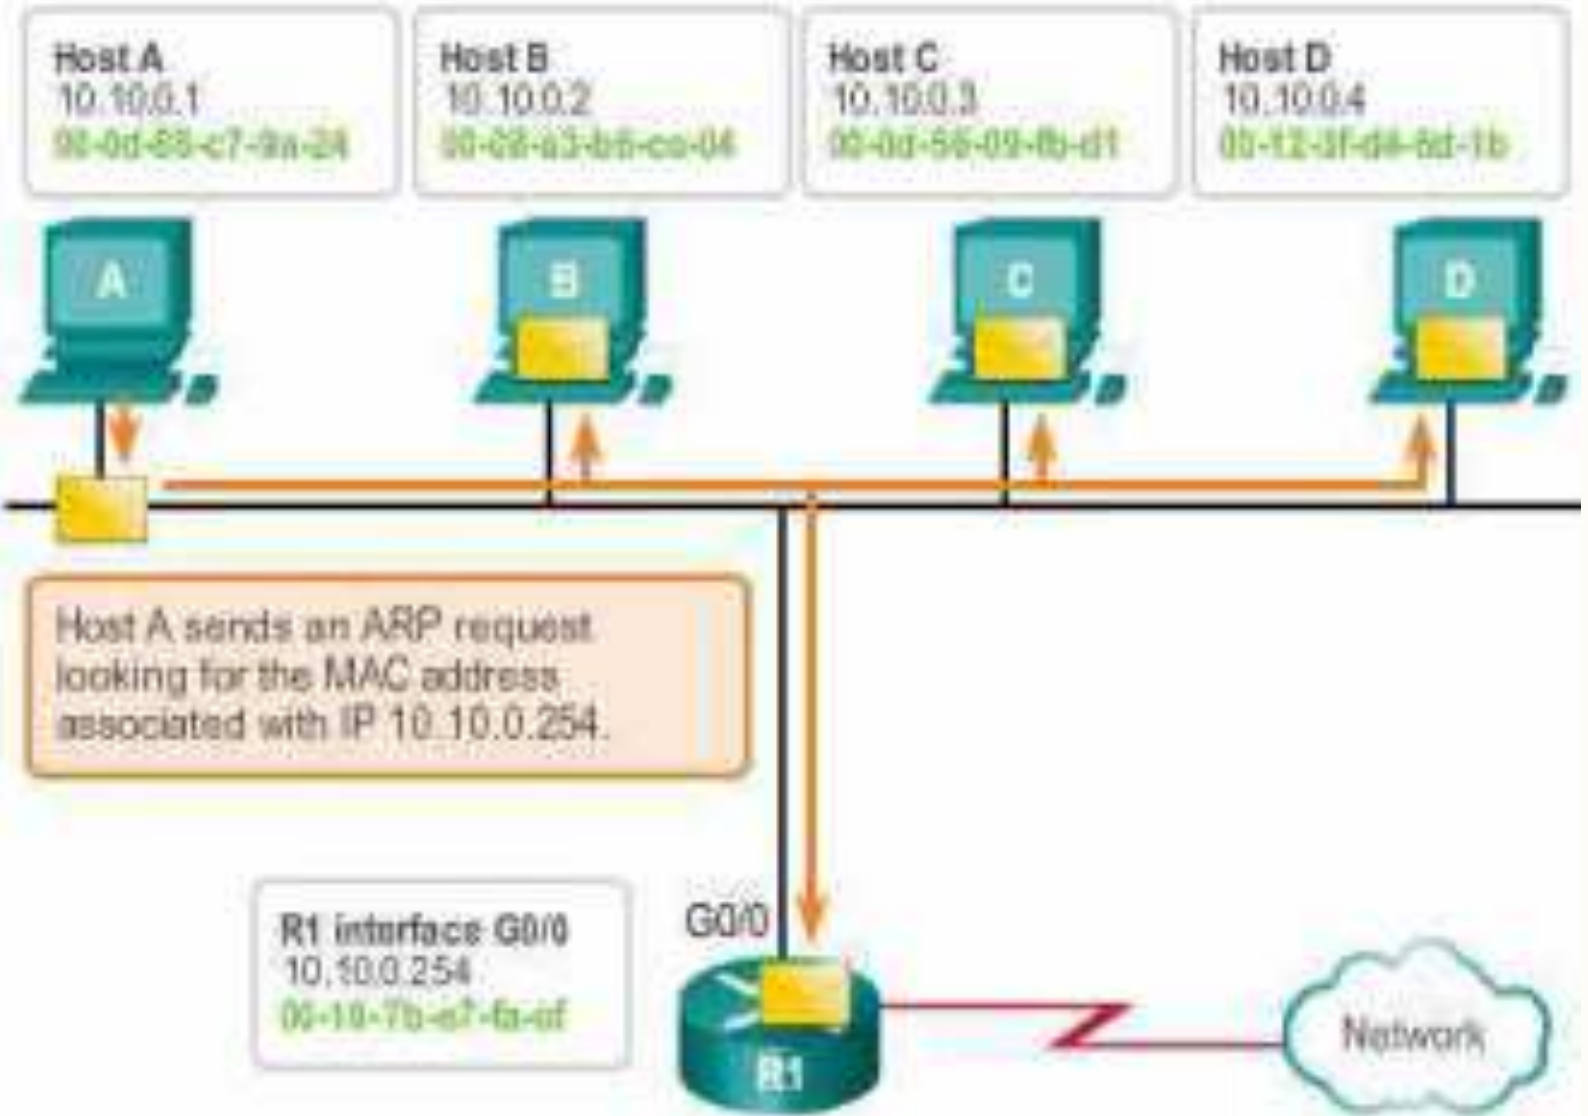 Host A
10.10.0.1
Host B
10.10.0.2
Host C
10.10.0.3
Host D
10.10.0.4
A
B
C
D
Host A sends an ARP request
looking for the MAC address
associated with IP 10.10.0.254.
R1 interface G0/0
10.10.0.254
G0/0
R1
Network